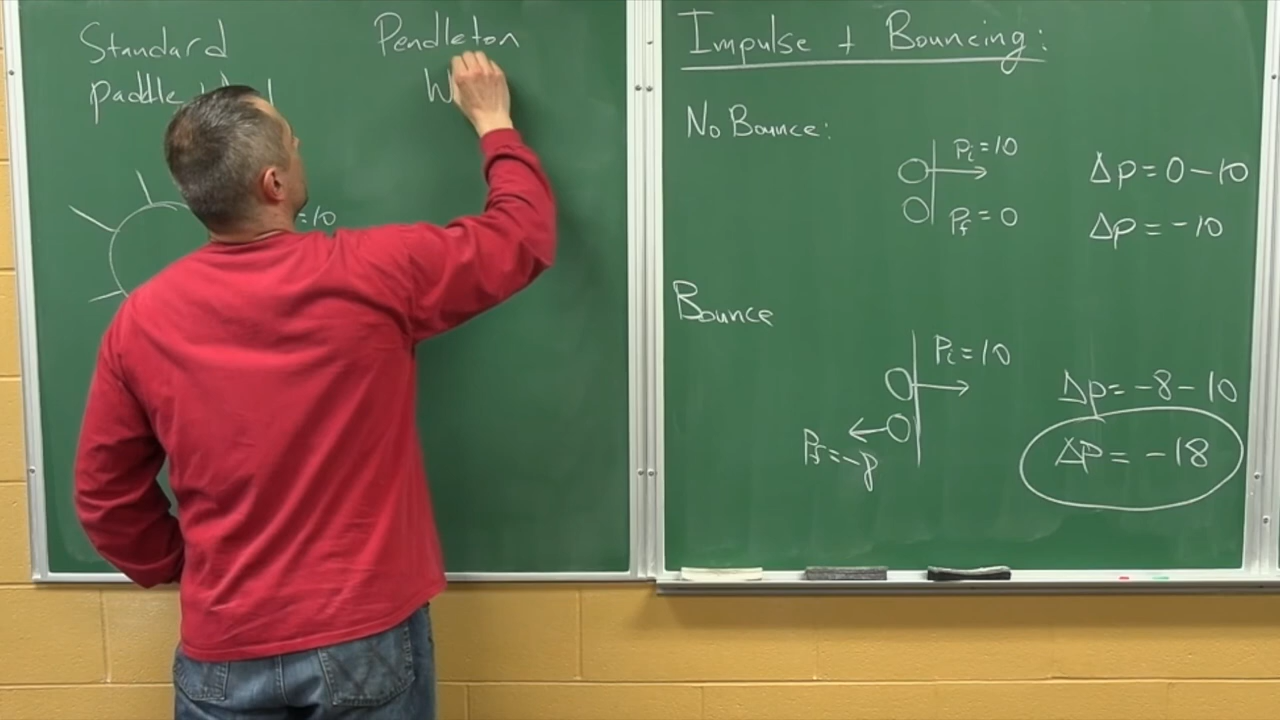 Standard
paddle
=10
Pendleton
W
Impulse + Bouncing:
No Bounce:
Pi=10
Pf=0
Δp=0-10
Δp=-10
Bounce
Pi=10
Pf=-8
Δp=-8-10
Δp=-18